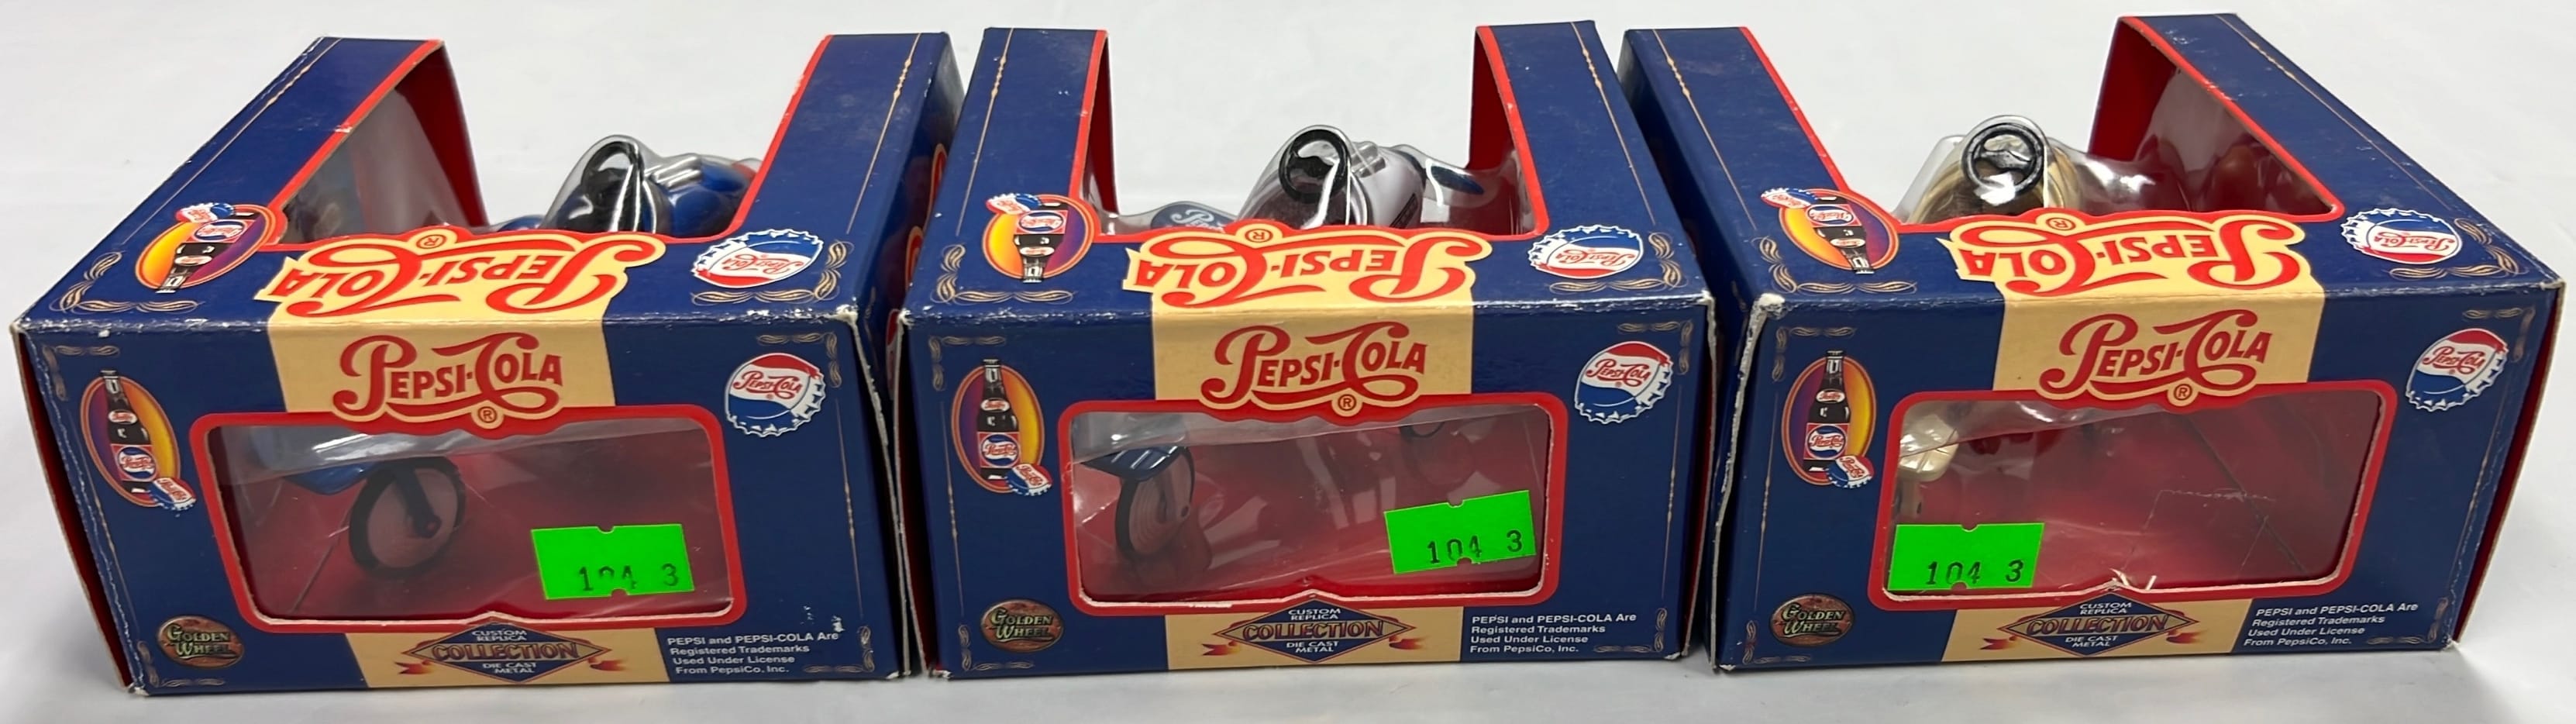 PEPSI·COLA
®
PEPSI·COLA
PEPSI·COLA
®
PEPSI·COLA
104 3
GOLDEN
WHEEL
CUSTOM
REPLICA
COLLECTION
DIE CAST
METAL
PEPSI and PEPSI-COLA Are
Registered Trademarks
Used Under License
From PepsiCo, Inc.
PEPSI·COLA
®
PEPSI·COLA
PEPSI·COLA
®
PEPSI·COLA
104 3
GOLDEN
WHEEL
CUSTOM
REPLICA
COLLECTION
DIE CAST
METAL
PEPSI and PEPSI-COLA Are
Registered Trademarks
Used Under License
From PepsiCo, Inc.
PEPSI·COLA
®
PEPSI·COLA
PEPSI·COLA
®
PEPSI·COLA
104 3
GOLDEN
WHEEL
CUSTOM
REPLICA
COLLECTION
DIE CAST
METAL
PEPSI and PEPSI-COLA Are
Registered Trademarks
Used Under License
From PepsiCo, Inc.